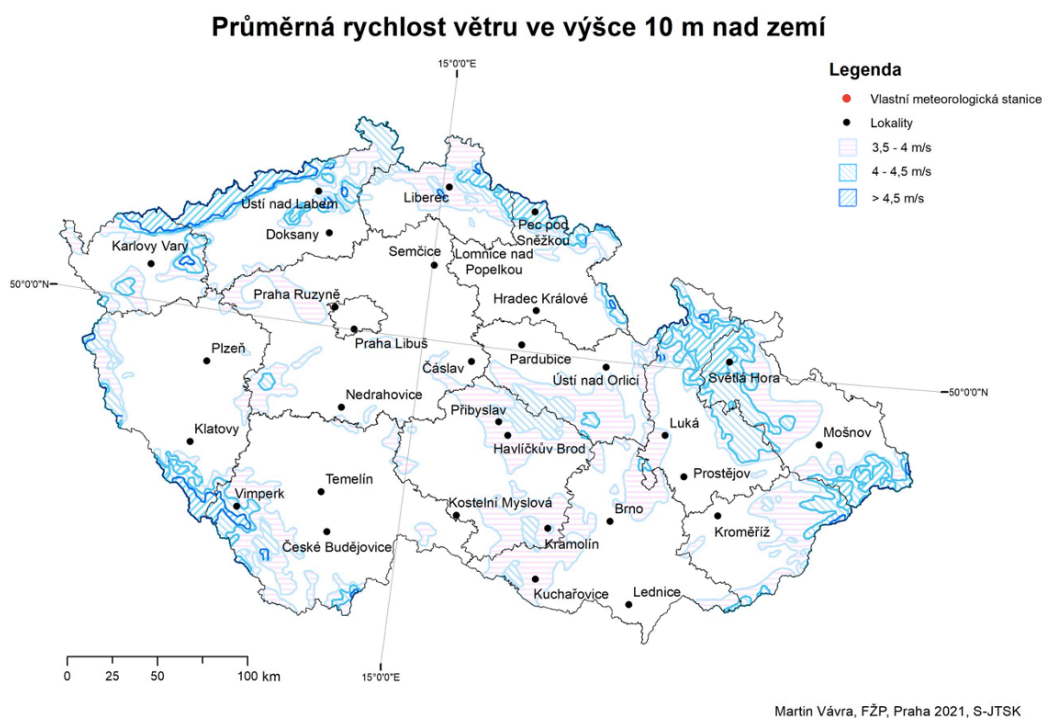 Průměrná rychlost větru ve výšce 10 m nad zemí
15°0'0"E
Legenda
Vlastní meteorologická stanice
Lokality
3,5 - 4 m/s
4 - 4,5 m/s
> 4,5 m/s
Ústí nad Labem
Liberec
Pec pod
Sněžkou
Doksany
Karlovy Vary
Semčice
Lomnice nad
Popelkou
50°0'0"N
Praha Ruzyně
Hradec Králové
Praha Libuš
Plzeň
Pardubice
Čáslav
Ústí nad Orlicí
Světlá Hora
50°0'0"N
Nedrahovice
Přibyslav
Klatovy
Havlíčkův Brod
Luká
Mošnov
Temelín
Prostějov
Vimperk
Kostelní Myslová
Brno
Kroměříž
České Budějovice
Kramolín
Kuchařovice
Lednice
0 25 50 100 km
15°0'0"E
Martin Vávra, FŽP, Praha 2021, S-JTSK